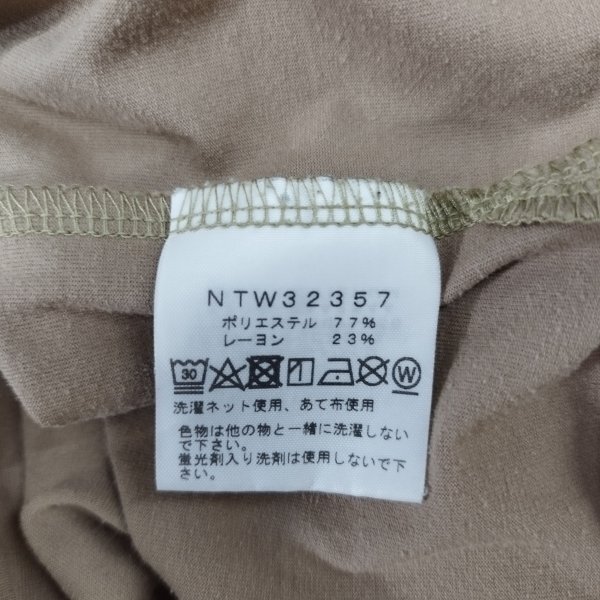 NTW32357
ポリエステル 77%
レーヨン 23%
30 W
洗濯ネット使用、あて布使用
色物は他の物と一緒に洗濯しない
で下さい。
蛍光剤入り洗剤は使用しないで下
さい。